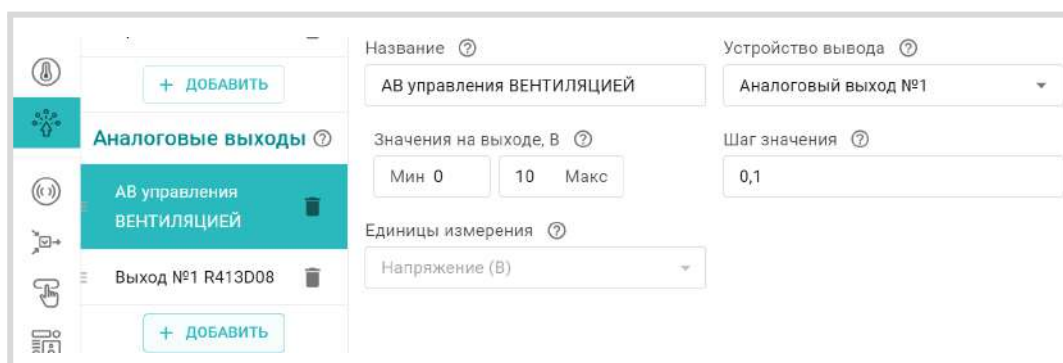 + ДОБАВИТЬ
Аналоговые выходы ?
АВ управления
ВЕНТИЛЯЦИЕЙ
Выход №1 R413D08
+ ДОБАВИТЬ
Название ?
АВ управления ВЕНТИЛЯЦИЕЙ
Устройство вывода ?
Аналоговый выход №1
Значения на выходе, В ?
Мин 0 10 Макс
Шаг значения ?
0,1
Единицы измерения ?
Напряжение (В)